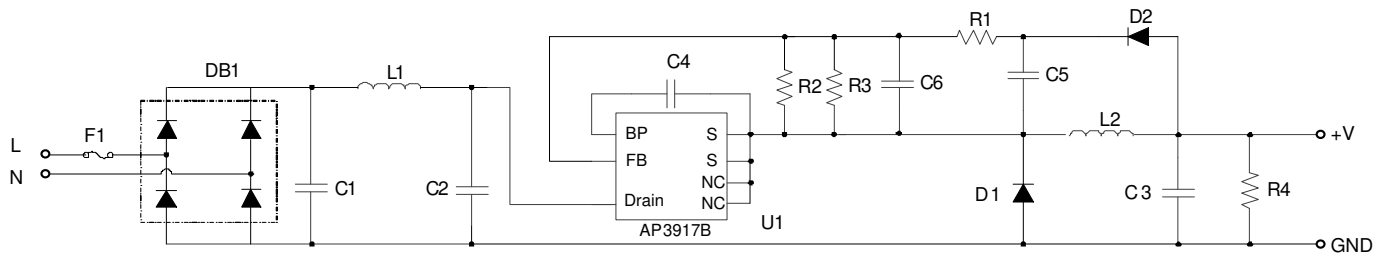 D2
R1
C4
DB1
L1
R2
R3
C6
C5
L2
F1
BP
S
+V
L
FB
S
N
C1
C2
NC
D1
C3
R4
Drain
NC
U1
AP3917B
GND